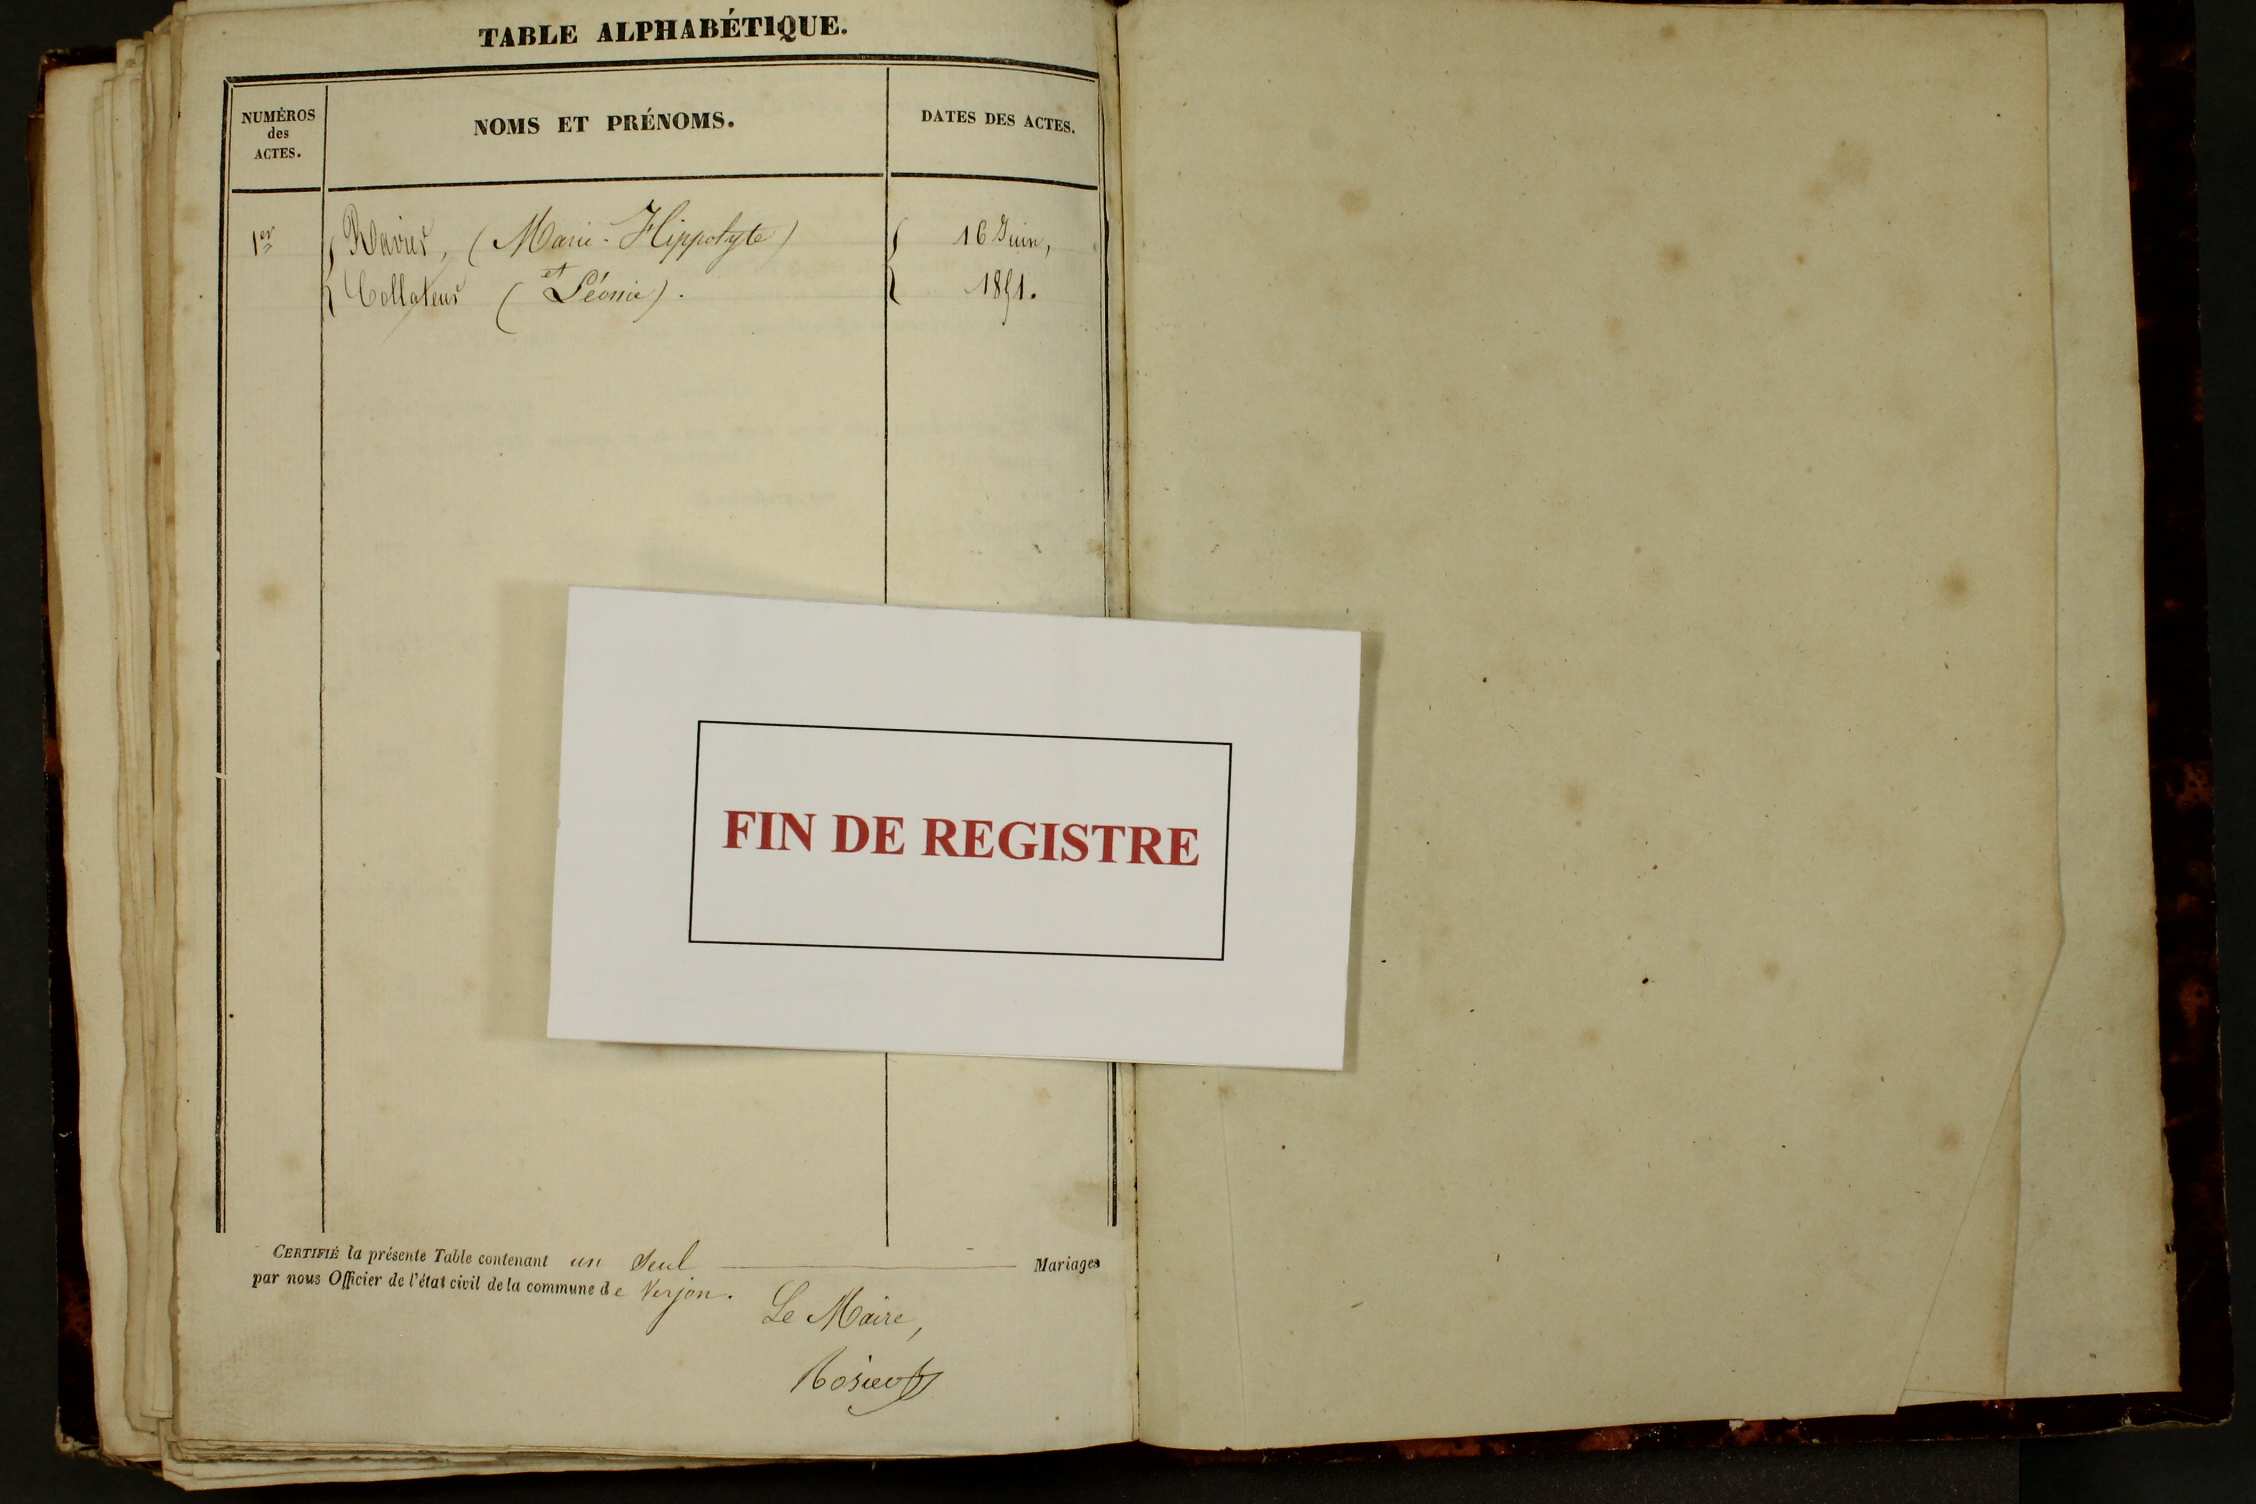 TABLE ALPHABÉTIQUE.
NUMÉROS
des
ACTES.
NOMS ET PRÉNOMS.
DATES DES ACTES.
1er Ravier, (Marie-Hippolyte) 16 Juin,
et
Collateur (Léonie). 1851.
FIN DE REGISTRE
CERTIFIÉ la présente Table contenant un seul Mariages
par nous Officier de l'état civil de la commune de Verjon.
Le Maire,